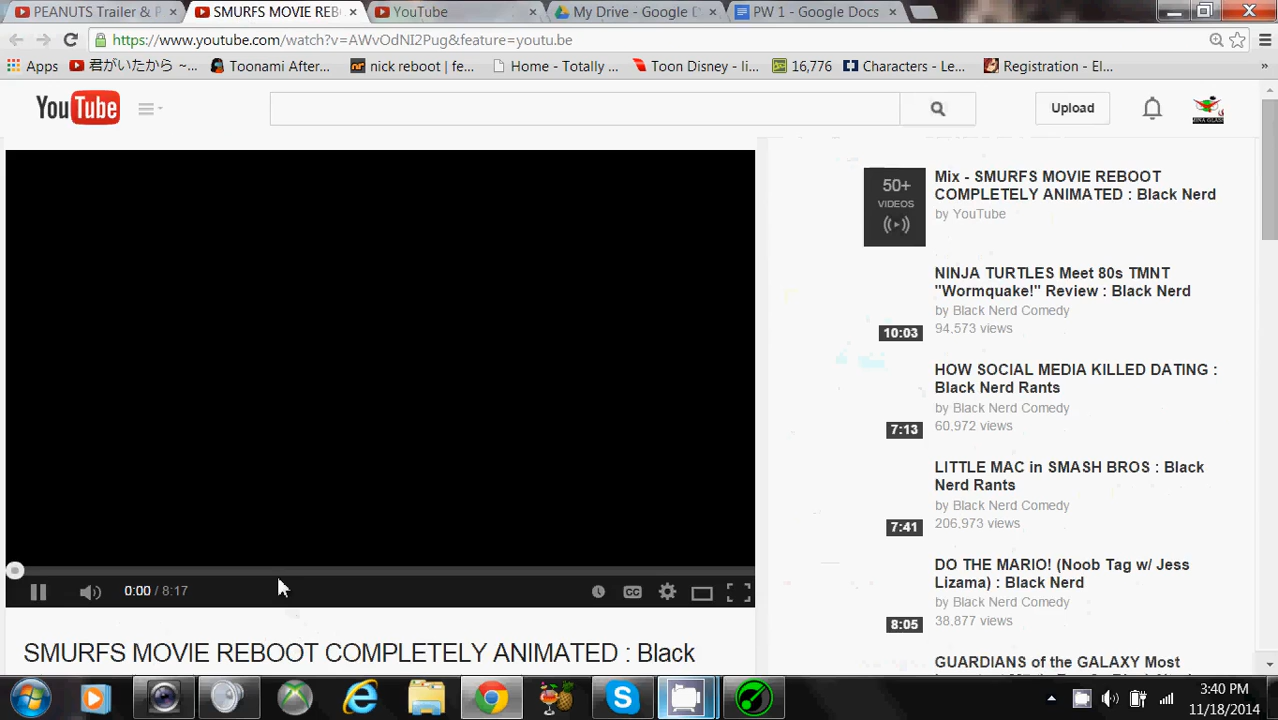 PEANUTS Trailer & P
SMURFS MOVIE REB
YouTube
My Drive - Google D
PW 1 - Google Docs
https://www.youtube.com/watch?v=AWvOdNI2Pug&feature=youtu.be
Apps
君がいたから ~...
Toonami After...
nick reboot | fe...
Home - Totally ...
Toon Disney - li...
16,776
Characters - Le...
Registration - El...
»
YouTube
Upload
50+
VIDEOS
Mix - SMURFS MOVIE REBOOT
COMPLETELY ANIMATED : Black Nerd
by YouTube
NINJA TURTLES Meet 80s TMNT
"Wormquake!" Review : Black Nerd
by Black Nerd Comedy
94,573 views
10:03
HOW SOCIAL MEDIA KILLED DATING :
Black Nerd Rants
by Black Nerd Comedy
60,972 views
7:13
LITTLE MAC in SMASH BROS : Black
Nerd Rants
by Black Nerd Comedy
206,973 views
7:41
DO THE MARIO! (Noob Tag w/ Jess
Lizama) : Black Nerd
by Black Nerd Comedy
38,877 views
8:05
GUARDIANS of the GALAXY Most
0:00 / 8:17
CC
SMURFS MOVIE REBOOT COMPLETELY ANIMATED : Black
3:40 PM
11/18/2014